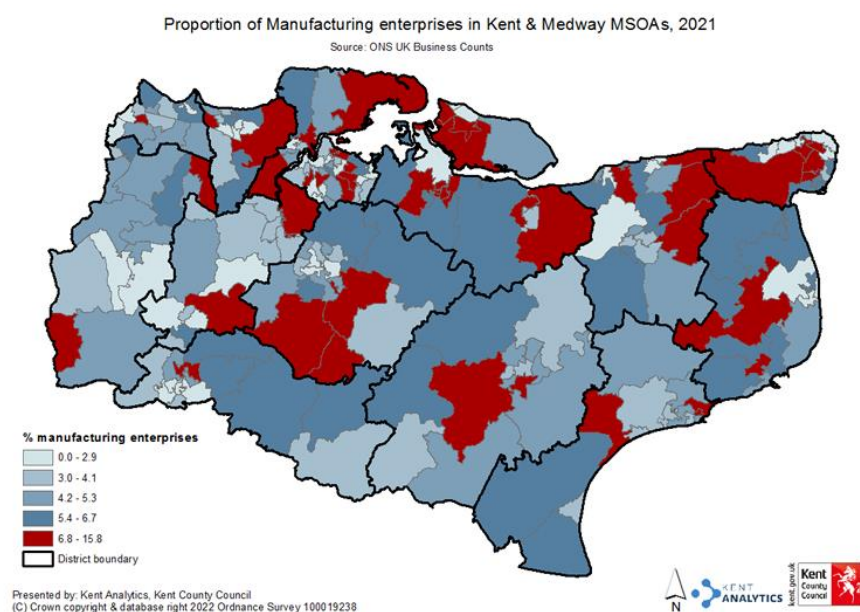 Proportion of Manufacturing enterprises in Kent & Medway MSOAs, 2021
Source: ONS UK Business Counts
% manufacturing enterprises
0.0 - 2.9
3.0 - 4.1
4.2 - 5.3
5.4 - 6.7
6.8 - 15.8
District boundary
Presented by: Kent Analytics, Kent County Council
(C) Crown copyright & database right 2022 Ordnance Survey 100019238
N
KENT
ANALYTICS
kent.gov.uk
Kent
County
Council